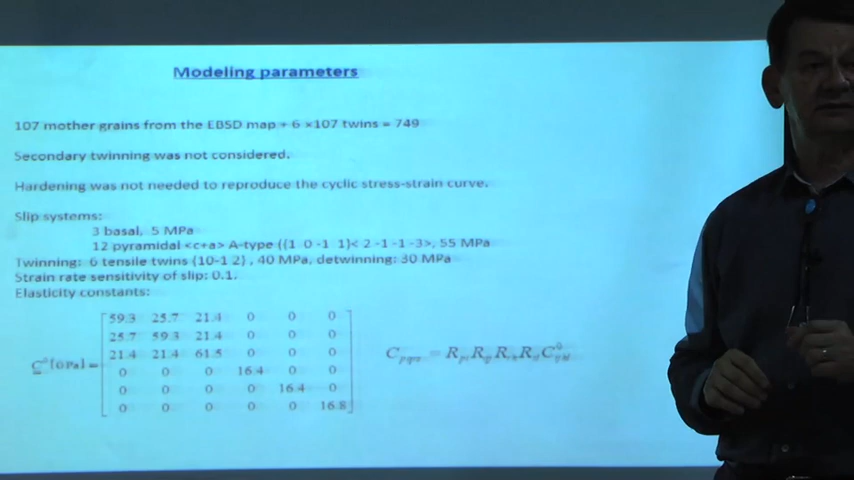 Modeling parameters
107 mother grains from the EBSD map + 6 ×107 twins = 749
Secondary twinning was not considered.
Hardening was not needed to reproduce the cyclic stress-strain curve.
Slip systems:
3 basal, 5 MPa
12 pyramidal <c+a> A-type ((1 0 -1 1)< 2 -1 -1 -3>, 55 MPa
Twinning: 6 tensile twins (10-1 2) , 40 MPa, detwinning: 30 MPa
Strain rate sensitivity of slip: 0.1.
Elasticity constants:
59.3 25.7 21.4 0 0 0
25.7 59.3 21.4 0 0 0
21.4 21.4 61.5 0 0 0
C⁰[GPa]=
0 0 0 16.4 0 0
0 0 0 0 16.4 0
0 0 0 0 0 16.8